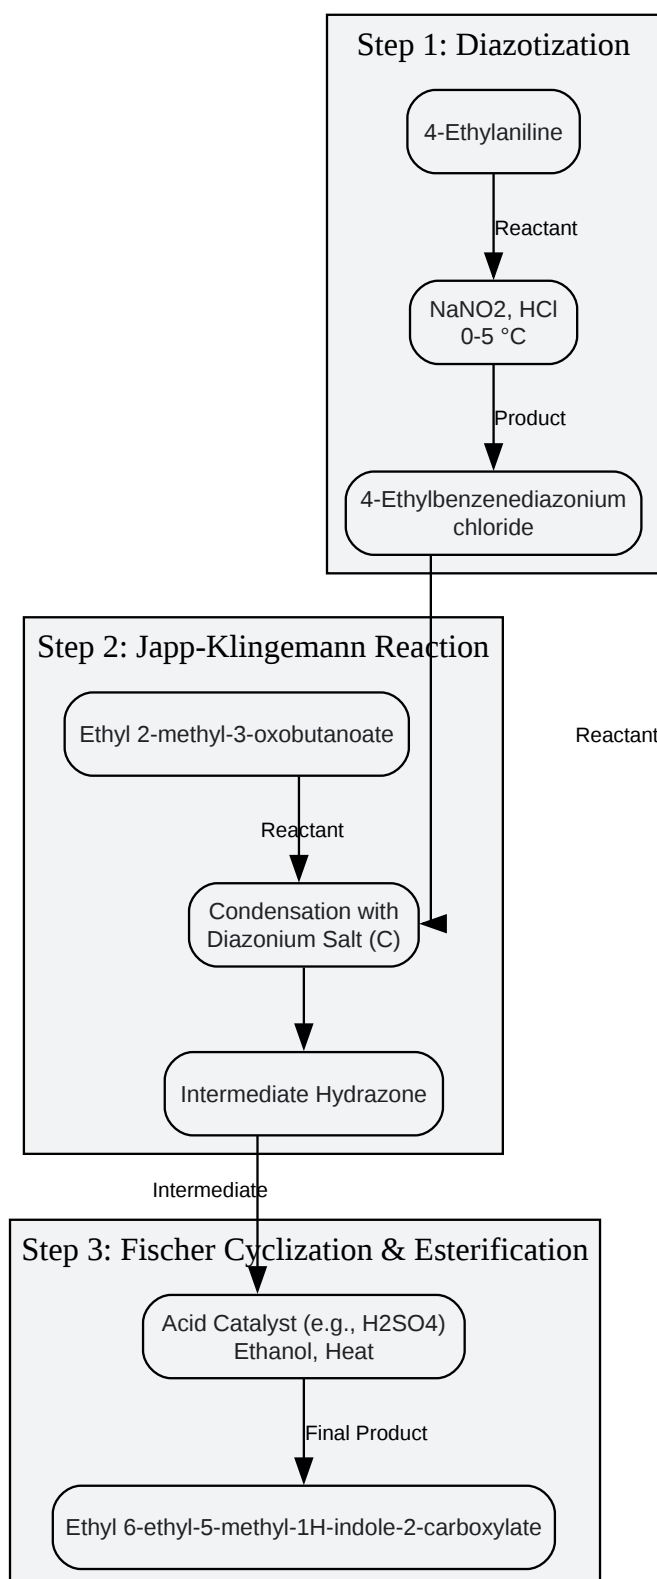 Step 1: Diazotization
4-Ethylaniline
Reactant
NaNO2, HCl
0-5 °C
Product
4-Ethylbenzenediazonium
chloride
Step 2: Japp-Klingemann Reaction
Ethyl 2-methyl-3-oxobutanoate
Reactant
Reactant
Condensation with
Diazonium Salt (C)
Intermediate Hydrazone
Intermediate
Step 3: Fischer Cyclization & Esterification
Acid Catalyst (e.g., H2SO4)
Ethanol, Heat
Final Product
Ethyl 6-ethyl-5-methyl-1H-indole-2-carboxylate